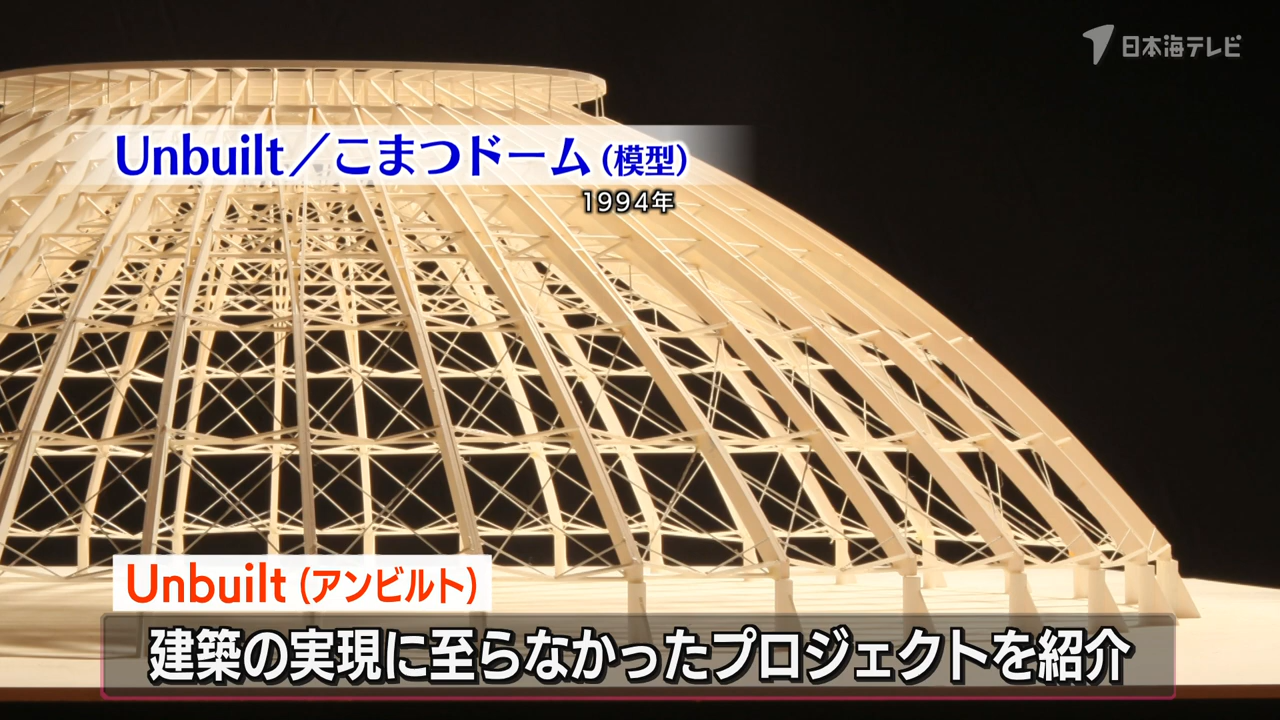 日本海テレビ
Unbuilt／こまつドーム（模型）
1994年
Unbuilt（アンビルト）
建築の実現に至らなかったプロジェクトを紹介